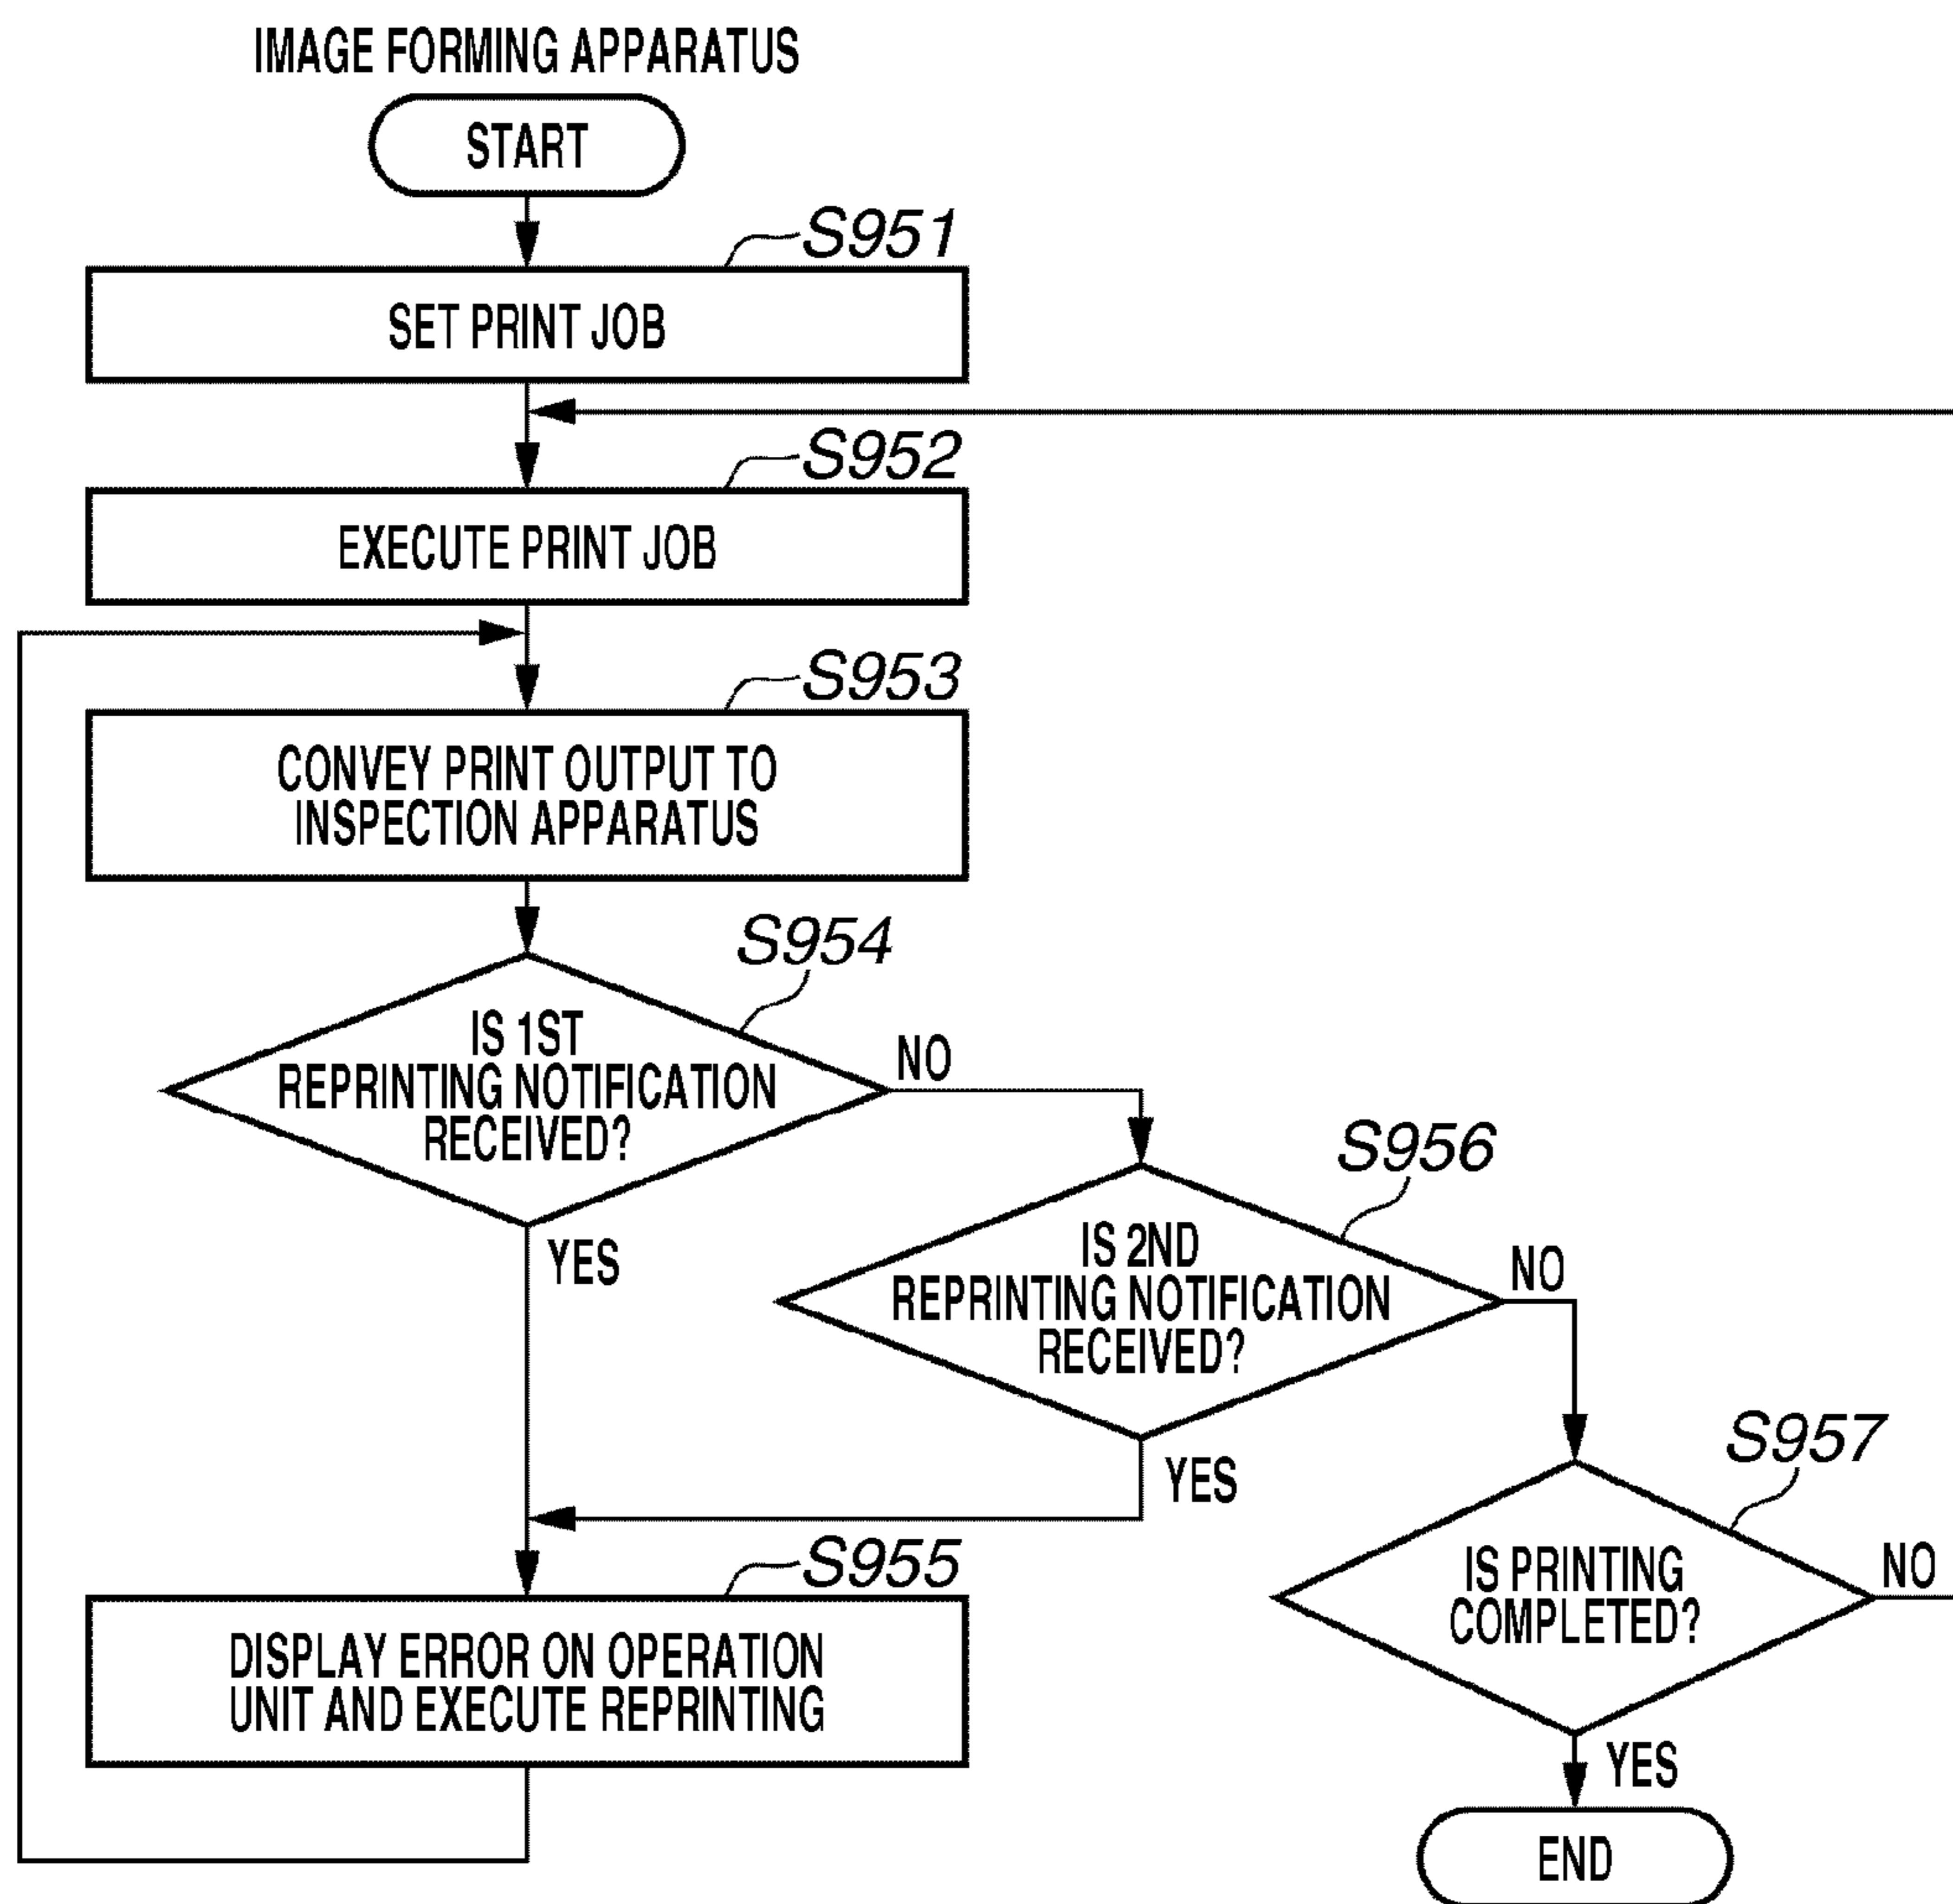 IMAGE FORMING APPARATUS
START
S951
SET PRINT JOB
S952
EXECUTE PRINT JOB
S953
CONVEY PRINT OUTPUT TO
INSPECTION APPARATUS
S954
IS 1ST
REPRINTING NOTIFICATION
RECEIVED?
NO
YES
S956
IS 2ND
REPRINTING NOTIFICATION
RECEIVED?
NO
YES
S957
IS PRINTING
COMPLETED?
NO
YES
S955
DISPLAY ERROR ON OPERATION
UNIT AND EXECUTE REPRINTING
END